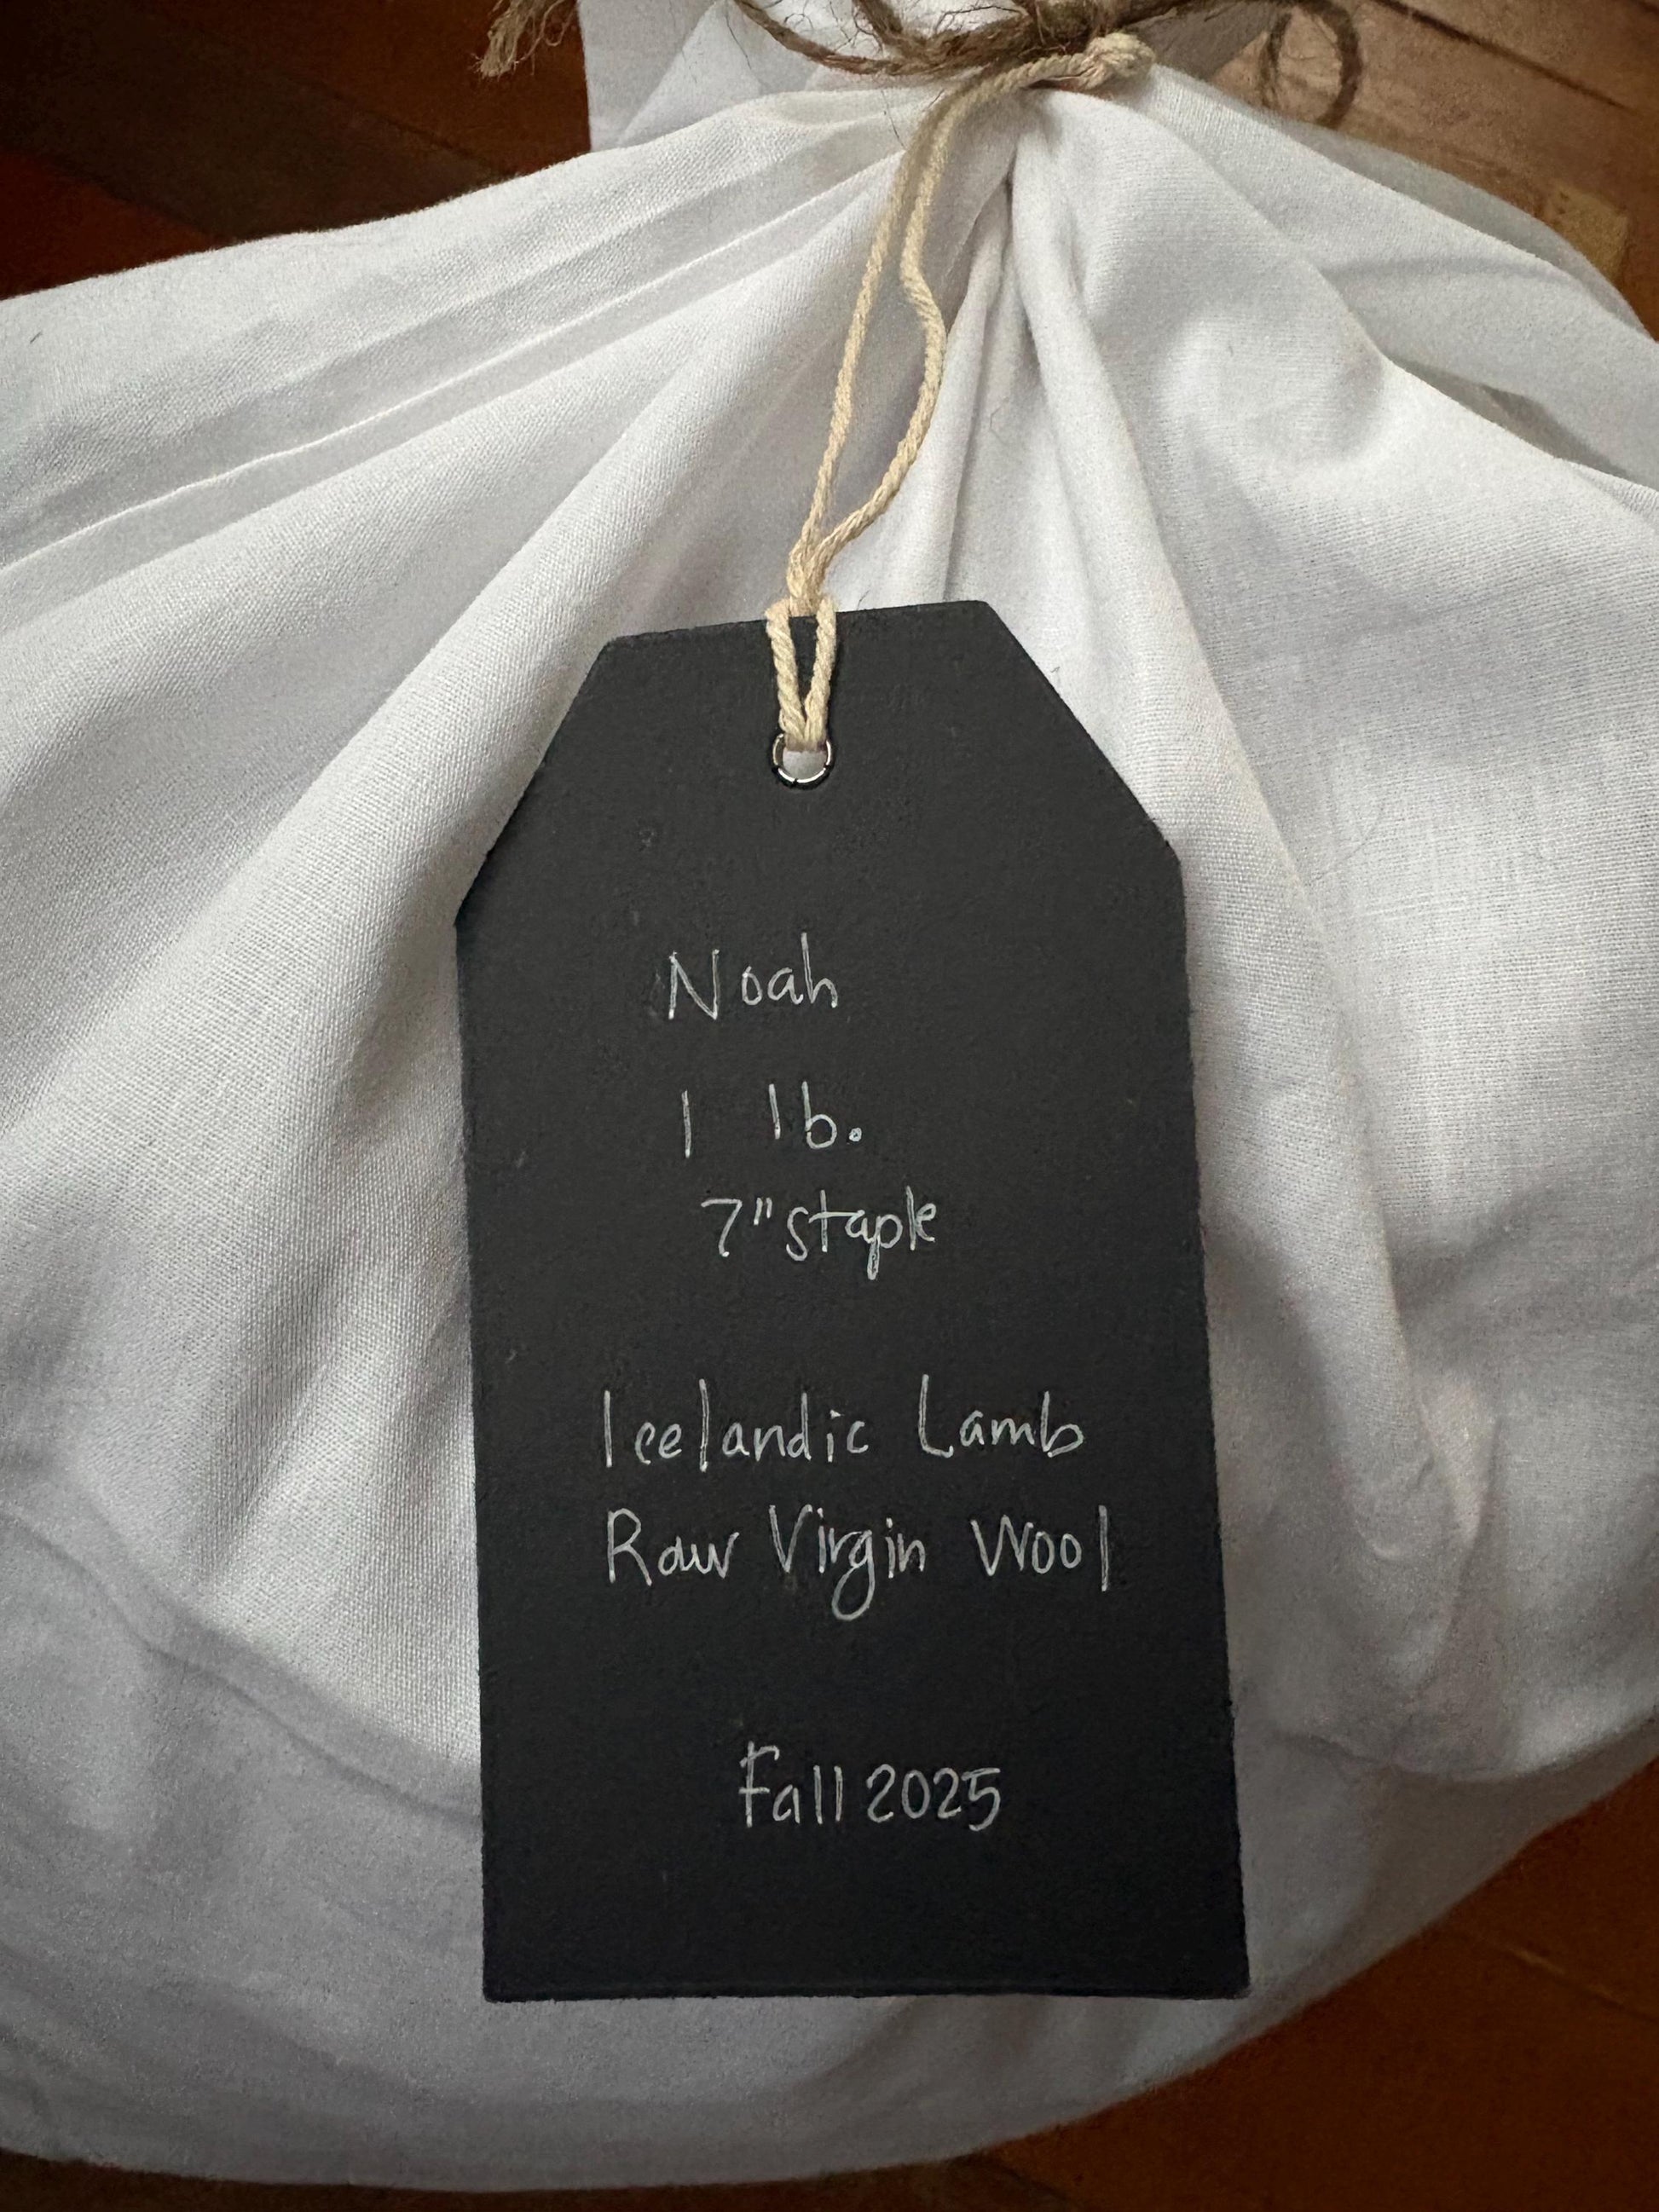 Noah
1 lb.
7" staple
Icelandic Lamb
Raw Virgin Wool
Fall 2025